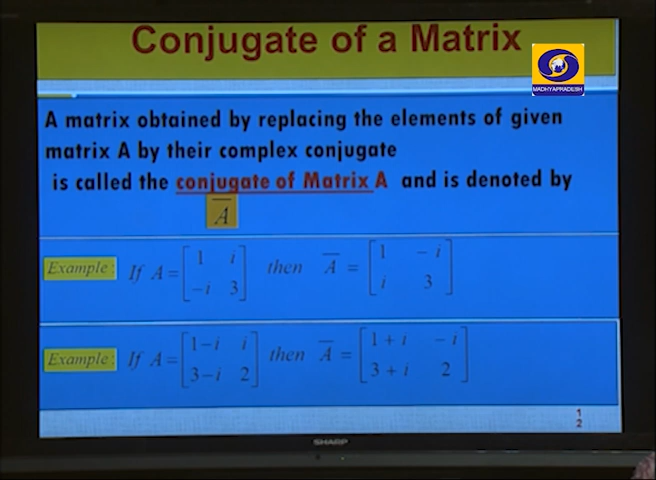 Conjugate of a Matrix
MADHYAPRADESH
A matrix obtained by replacing the elements of given
matrix A by their complex conjugate
is called the conjugate of Matrix A and is denoted by
A̅
Example: If A = [1 i; -i 3] then A̅ = [1 -i; i 3]
Example: If A = [1-i i; 3-i 2] then A̅ = [1+i -i; 3+i 2]
1
2
SHARP